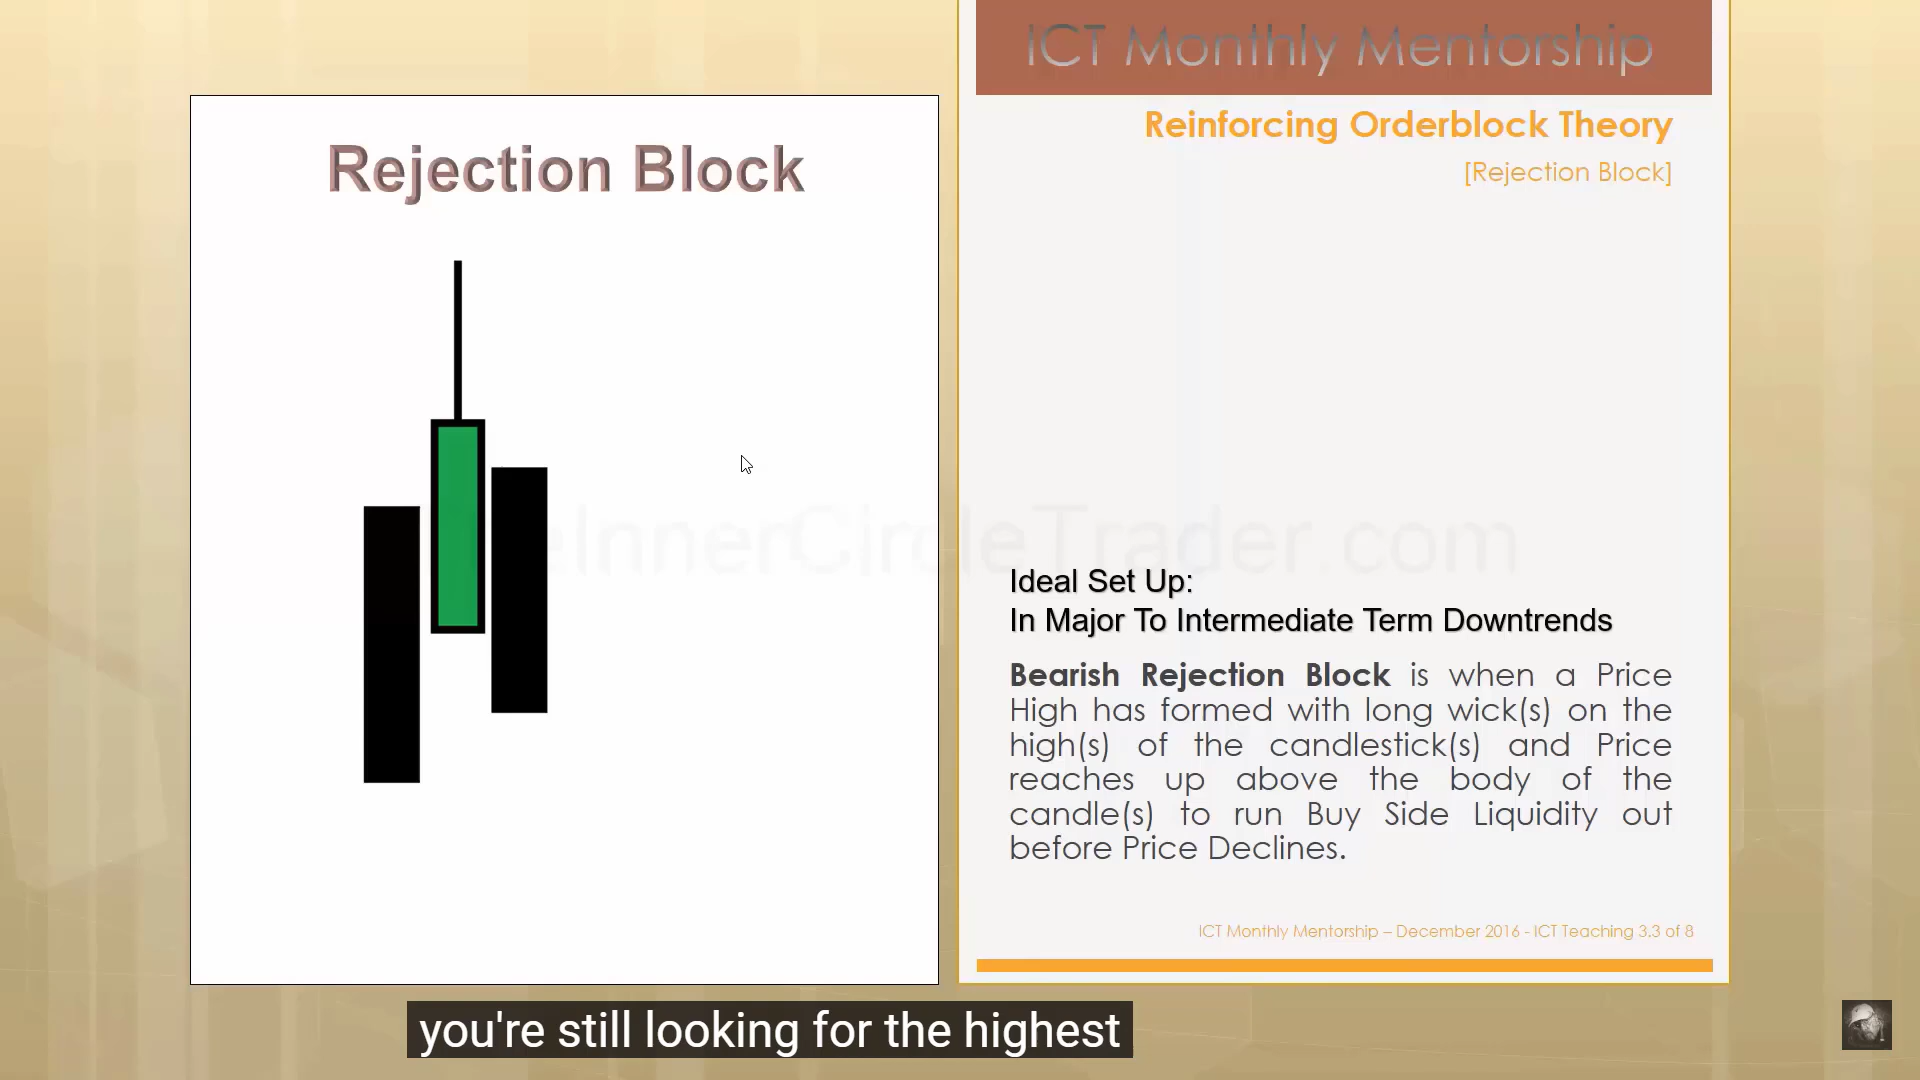 ICT Monthly Mentorship
Rejection Block
Reinforcing Orderblock Theory
[Rejection Block]
InnerCircleTrader.com
Ideal Set Up:
In Major To Intermediate Term Downtrends
Bearish Rejection Block is when a Price
High has formed with long wick(s) on the
high(s) of the candlestick(s) and Price
reaches up above the body of the
candle(s) to run Buy Side Liquidity out
before Price Declines.
ICT Monthly Mentorship – December 2016 - ICT Teaching 3.3 of 8
you're still looking for the highest